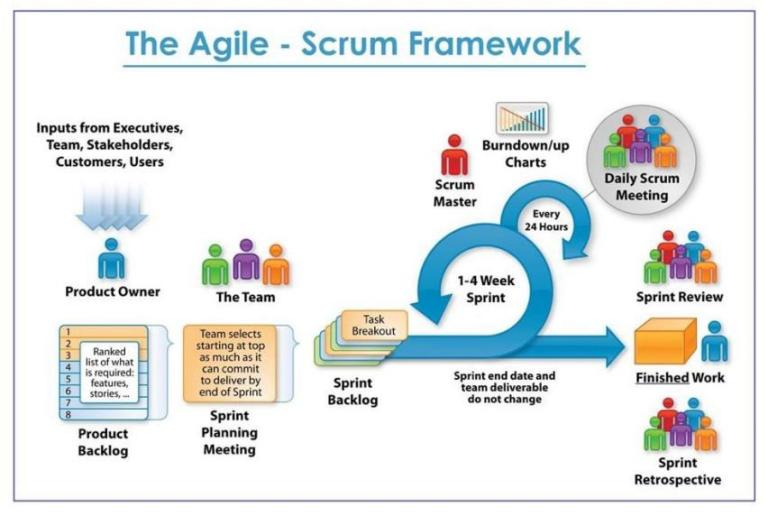 The Agile - Scrum Framework
Inputs from Executives,
Team, Stakeholders,
Customers, Users
Product Owner
The Team
1
2
3
4
5
6
7
8
Ranked
list of what
is required:
features,
stories, ...
Product
Backlog
Team selects
starting at top
as much as it
can commit
to deliver by
end of Sprint
Sprint
Planning
Meeting
Task
Breakout
Sprint
Backlog
Scrum
Master
Burndown/up
Charts
Every
24 Hours
1-4 Week
Sprint
Sprint end date and
team deliverable
do not change
Daily Scrum
Meeting
Sprint Review
Finished Work
Sprint
Retrospective